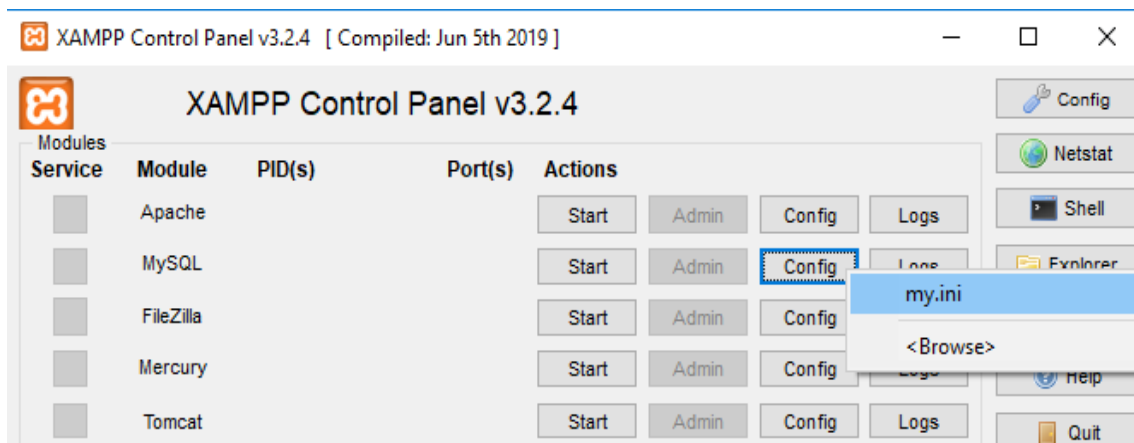 XAMPP Control Panel v3.2.4 [ Compiled: Jun 5th 2019 ]
XAMPP Control Panel v3.2.4
Config
Modules
Service Module PID(s) Port(s) Actions
Netstat
Apache Start Admin Config Logs
Shell
MySQL Start Admin Config Logs
Explorer
my.ini
FileZilla Start Admin Config
<Browse>
Mercury Start Admin Config Logs
Help
Tomcat Start Admin Config Logs
Quit